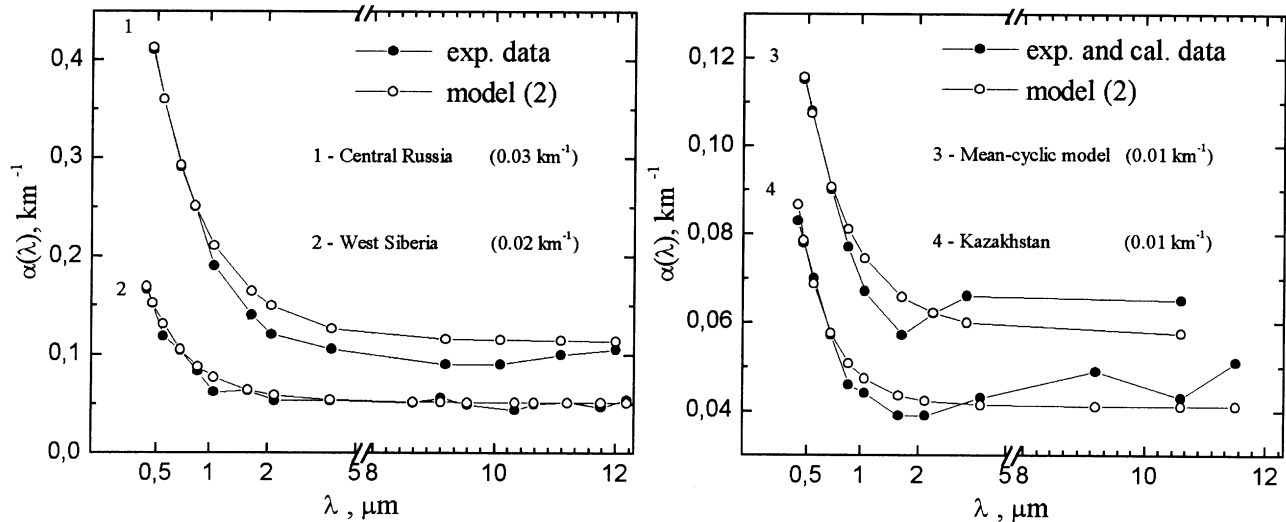 1
0,4
exp. data
model (2)
0,3
1 - Central Russia (0.03 km⁻¹)
α(λ), km⁻¹
0,2
2 - West Siberia (0.02 km⁻¹)
2
0,1
0,0
0,5 1 2 5 8 10 12
λ , μm
0,12
3
exp. and cal. data
model (2)
0,10
3 - Mean-cyclic model (0.01 km⁻¹)
4
α(λ), km⁻¹
0,08
4 - Kazakhstan (0.01 km⁻¹)
0,06
0,04
0,5 1 2 5 8 10 12
λ , μm